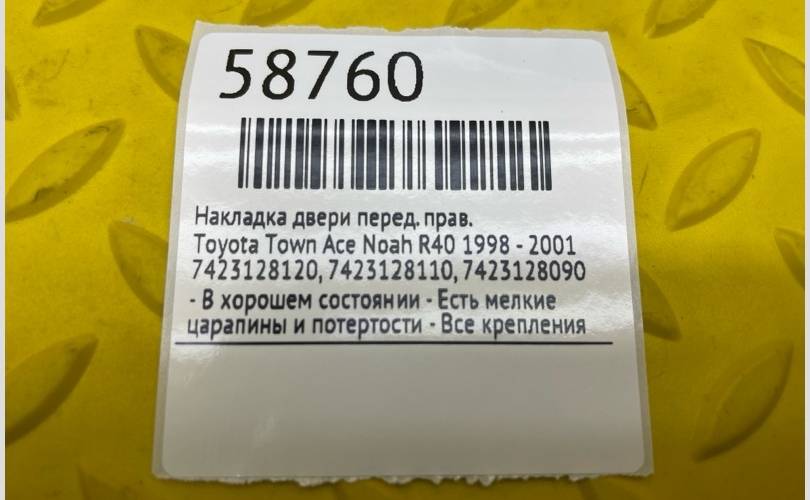 58760
Накладка двери перед. прав.
Toyota Town Ace Noah R40 1998 - 2001
7423128120, 7423128110, 7423128090
- В хорошем состоянии - Есть мелкие
царапины и потертости - Все крепления